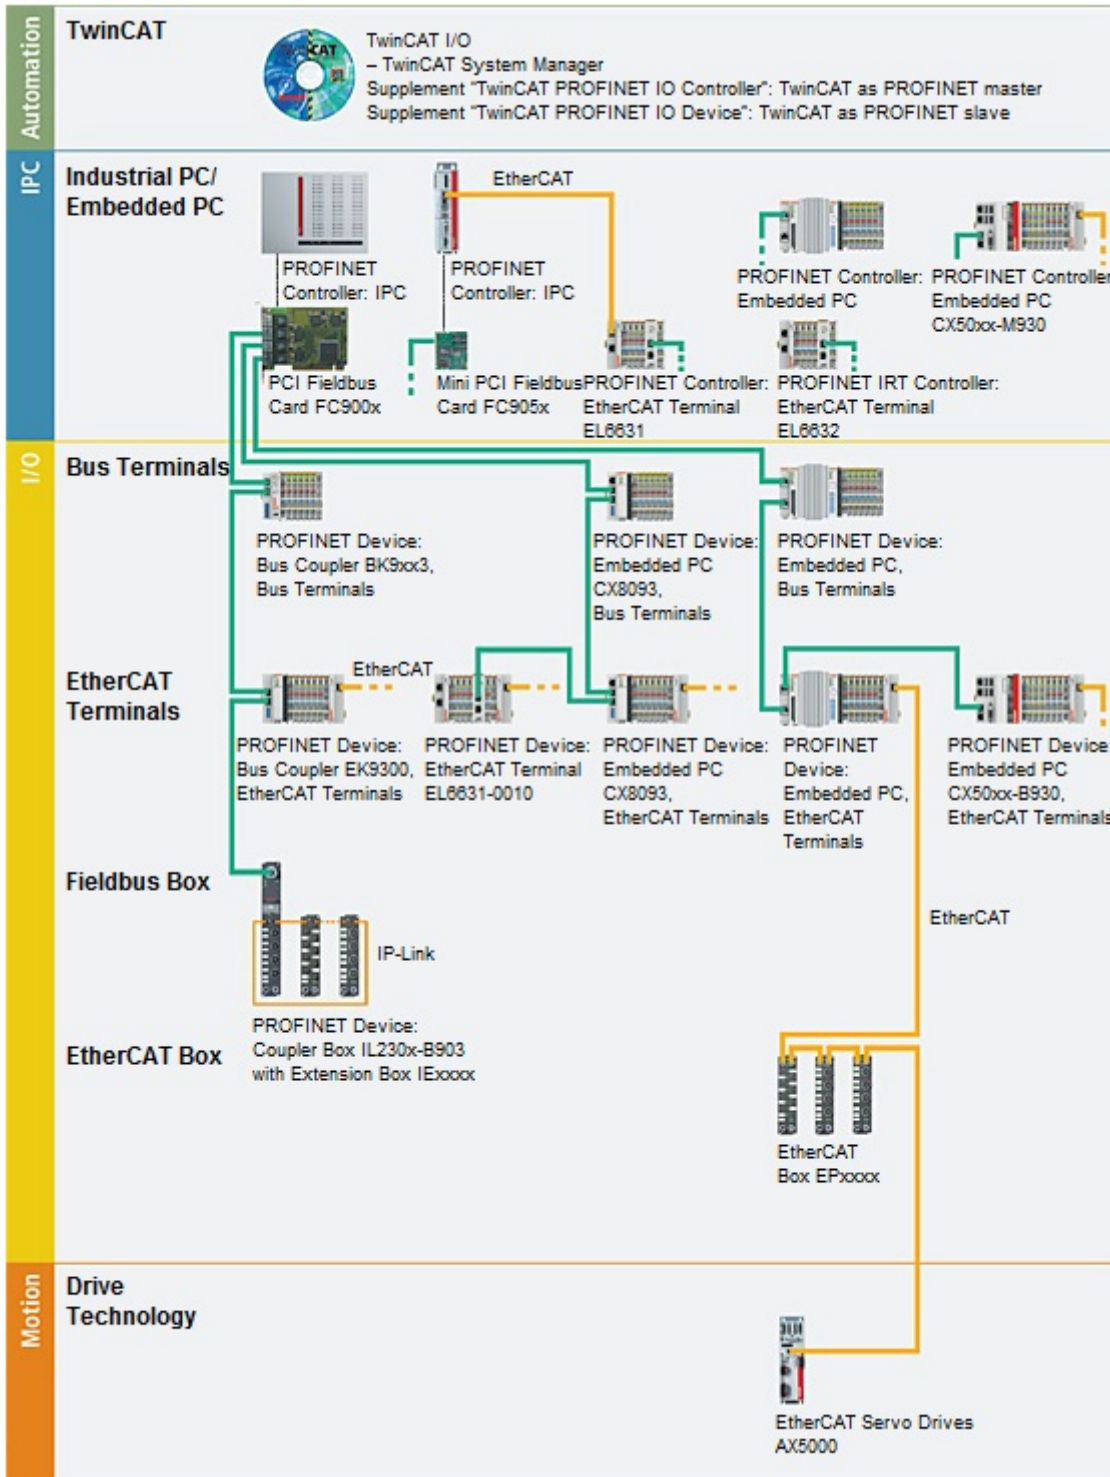 Automation
TwinCAT
TwinCAT
TwinCAT I/O
– TwinCAT System Manager
Supplement "TwinCAT PROFINET IO Controller": TwinCAT as PROFINET master
Supplement "TwinCAT PROFINET IO Device": TwinCAT as PROFINET slave
IPC
Industrial PC/
Embedded PC
EtherCAT
PROFINET
Controller: IPC
PROFINET
Controller: IPC
PROFINET Controller:
Embedded PC
PROFINET Controller
Embedded PC
CX50xx-M930
PCI Fieldbus
Card FC900x
Mini PCI Fieldbus
Card FC905x
PROFINET Controller:
EtherCAT Terminal
EL6631
PROFINET IRT Controller:
EtherCAT Terminal
EL6632
I/O
Bus Terminals
PROFINET Device:
Bus Coupler BK9xx3,
Bus Terminals
PROFINET Device:
Embedded PC
CX8093,
Bus Terminals
PROFINET Device:
Embedded PC,
Bus Terminals
EtherCAT
Terminals
EtherCAT
PROFINET Device:
Bus Coupler EK9300,
EtherCAT Terminals
PROFINET Device:
EtherCAT Terminal
EL6631-0010
PROFINET Device:
Embedded PC
CX8093,
EtherCAT Terminals
PROFINET
Device:
Embedded PC,
EtherCAT
Terminals
PROFINET Device:
Embedded PC
CX50xx-B930,
EtherCAT Terminals
Fieldbus Box
IP-Link
EtherCAT
PROFINET Device:
Coupler Box IL230x-B903
with Extension Box IExxxx
EtherCAT Box
EtherCAT
Box EPxxxx
Motion
Drive
Technology
EtherCAT Servo Drives
AX5000